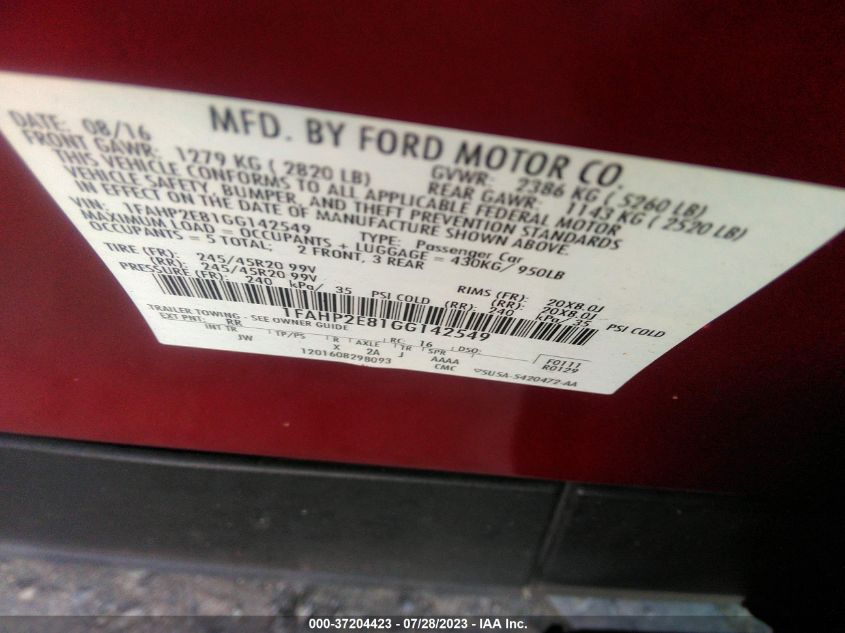 MFD. BY FORD MOTOR CO.
DATE: 08/16
GVWR: 2386 KG ( 5260 LB)
FRONT GAWR: 1279 KG ( 2820 LB)
REAR GAWR: 1143 KG ( 2520 LB)
THIS VEHICLE CONFORMS TO ALL APPLICABLE FEDERAL MOTOR
VEHICLE SAFETY, BUMPER, AND THEFT PREVENTION STANDARDS
IN EFFECT ON THE DATE OF MANUFACTURE SHOWN ABOVE.
VIN: 1FAHP2E81GG142549
TYPE: Passenger Car
MAXIMUM LOAD = OCCUPANTS + LUGGAGE = 430KG/ 950LB
OCCUPANTS = 5 TOTAL; 2 FRONT, 3 REAR
TIRE (FR): 245/45R20 99V RIMS (FR): 20X8.0J
(RR): 245/45R20 99V (RR): 20X8.0J
PRESSURE (FR): 240 kPa/ 35 PSI COLD (RR): 240 kPa/ 35 PSI COLD
1FAHP2E81GG142549
TRAILER TOWING - SEE OWNER GUIDE
EXT PNT: RR RC: 16 DSO:
INT TR TP/PS R AXLE TR SPR F0111
JW X 2A J AAAA R0129
1201608298093 CMC 5USA-5420472-AA
000-37204423 - 07/28/2023 - IAA Inc.